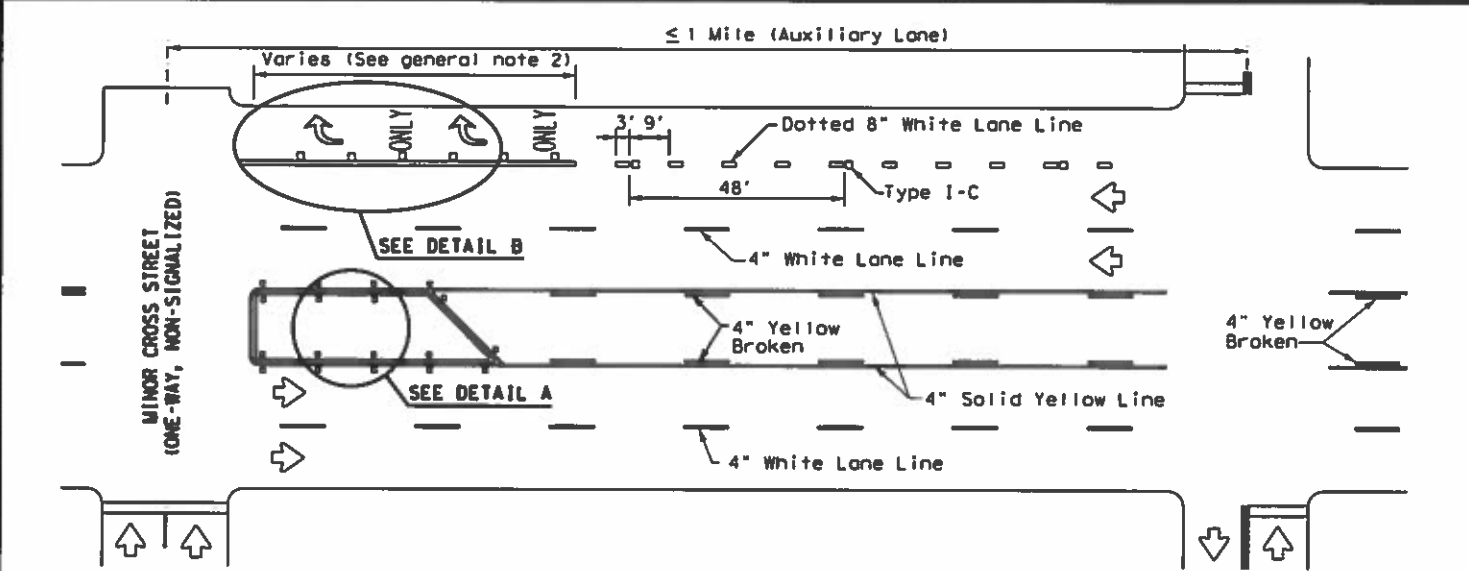 ≤ 1 Mile (Auxiliary Lane)
Varies (See general note 2)
ONLY
ONLY
3' 9'
Dotted 8" White Lane Line
48'
Type I-C
SEE DETAIL B
4" White Lane Line
MINOR CROSS STREET
(ONE-WAY, NON-SIGNALIZED)
4" Yellow
Broken
4" Yellow
Broken
SEE DETAIL A
4" Solid Yellow Line
4" White Lane Line